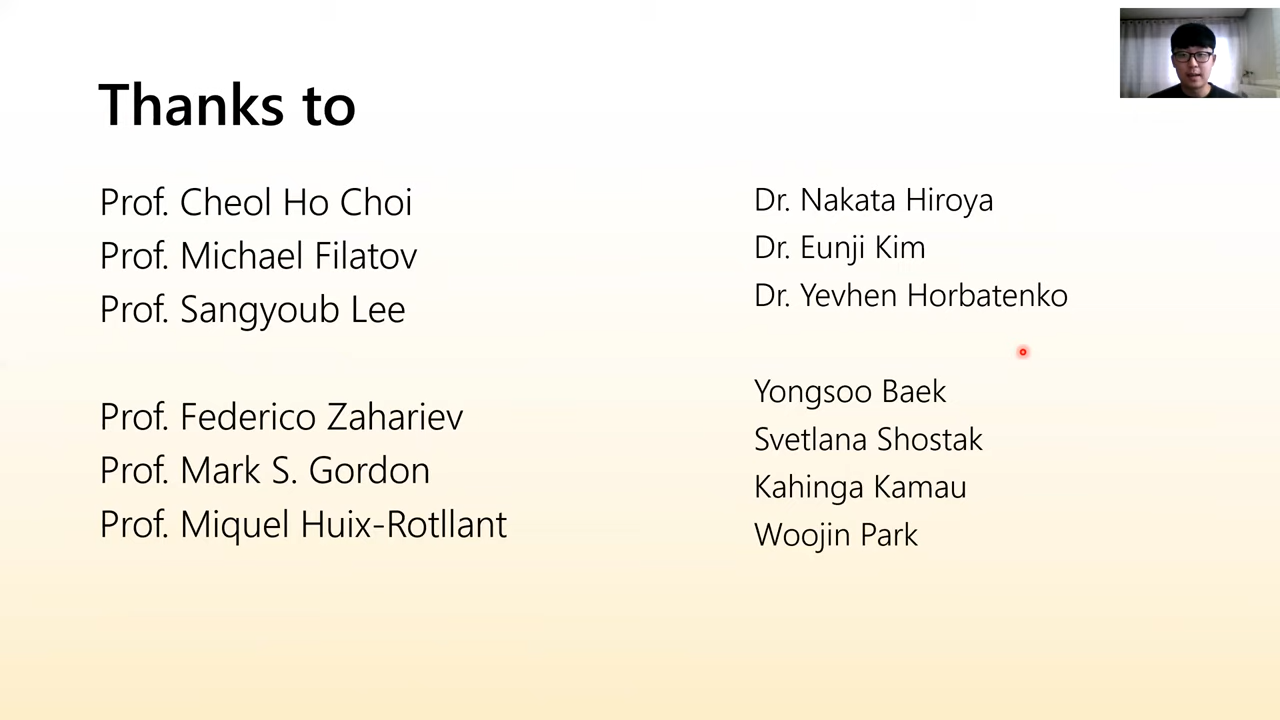 Thanks to
Prof. Cheol Ho Choi
Prof. Michael Filatov
Prof. Sangyoub Lee
Prof. Federico Zahariev
Prof. Mark S. Gordon
Prof. Miquel Huix-Rotllant
Dr. Nakata Hiroya
Dr. Eunji Kim
Dr. Yevhen Horbatenko
Yongsoo Baek
Svetlana Shostak
Kahinga Kamau
Woojin Park